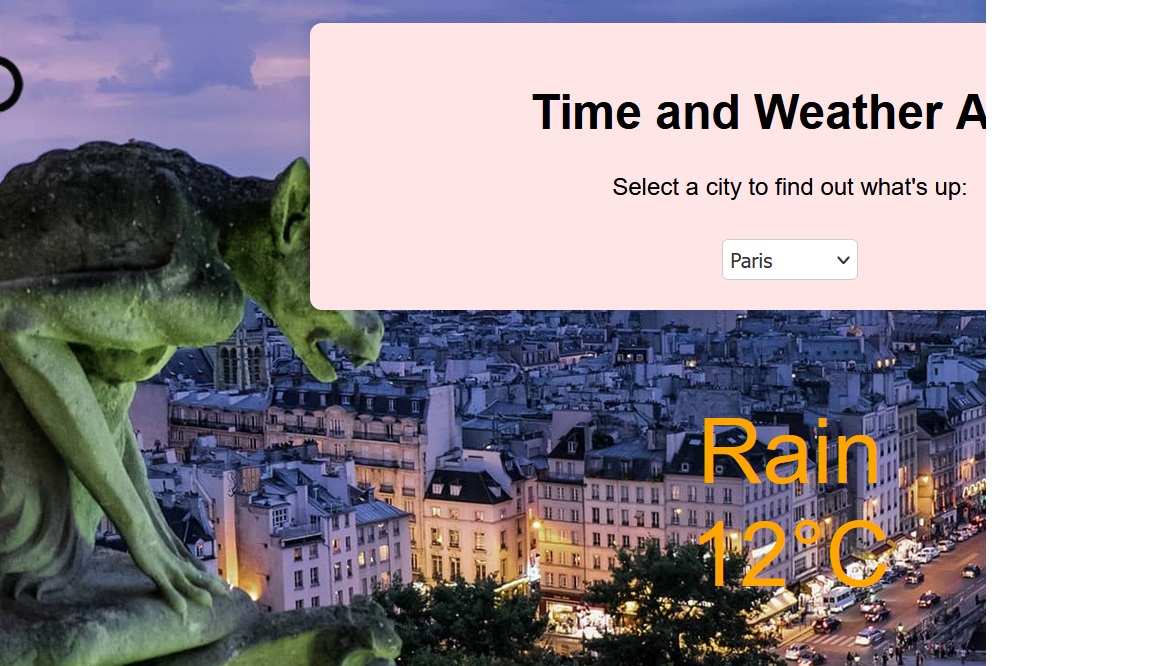 Time and Weather A
Select a city to find out what's up:
Paris
Rain
12°C